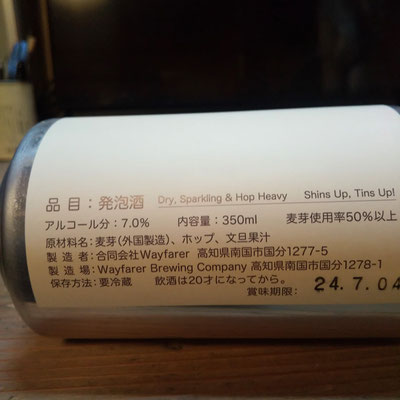 品 目：発泡酒 Dry, Sparkling & Hop Heavy Shins Up, Tins Up!
アルコール分：7.0% 内容量：350ml 麦芽使用率50%以上
原材料名：麦芽（外国製造）、ホップ、文旦果汁
製 造 者：合同会社Wayfarer 高知県南国市国分1277-5
製 造 場：Wayfarer Brewing Company 高知県南国市国分1278-1
保存方法：要冷蔵 飲酒は20才になってから。
賞味期限： 24.7.04